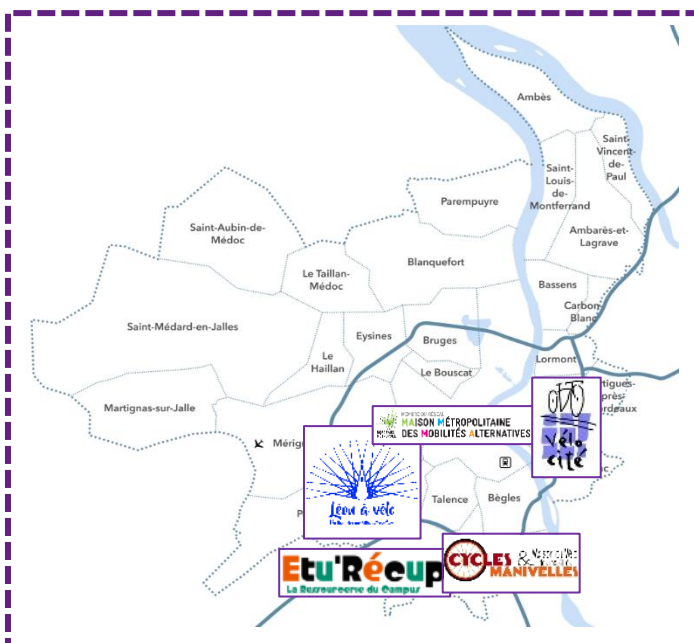 Ambès
Saint-
Vincent-
de-
Paul
Saint-
Louis-
de-
Montferrand
Parempuyre
Saint-Aubin-de-
Médoc
Ambarès-et-
Lagrave
Blanquefort
Le Taillan-
Médoc
Bassens
Carbon
Blanc
Saint-Médard-en-Jalles
Eysines
Bruges
Le
Haillan
Lormont
Le Bouscat
Martignas-sur-Jalle
MAISON MÉTROPOLITAINE
DES MOBILITÉS ALTERNATIVES
Vélo
cité
Léon à vélo
Talence
Bègles
Etu'Récup
La Ressourcerie du Campus
CYCLES &
MANIVELLES